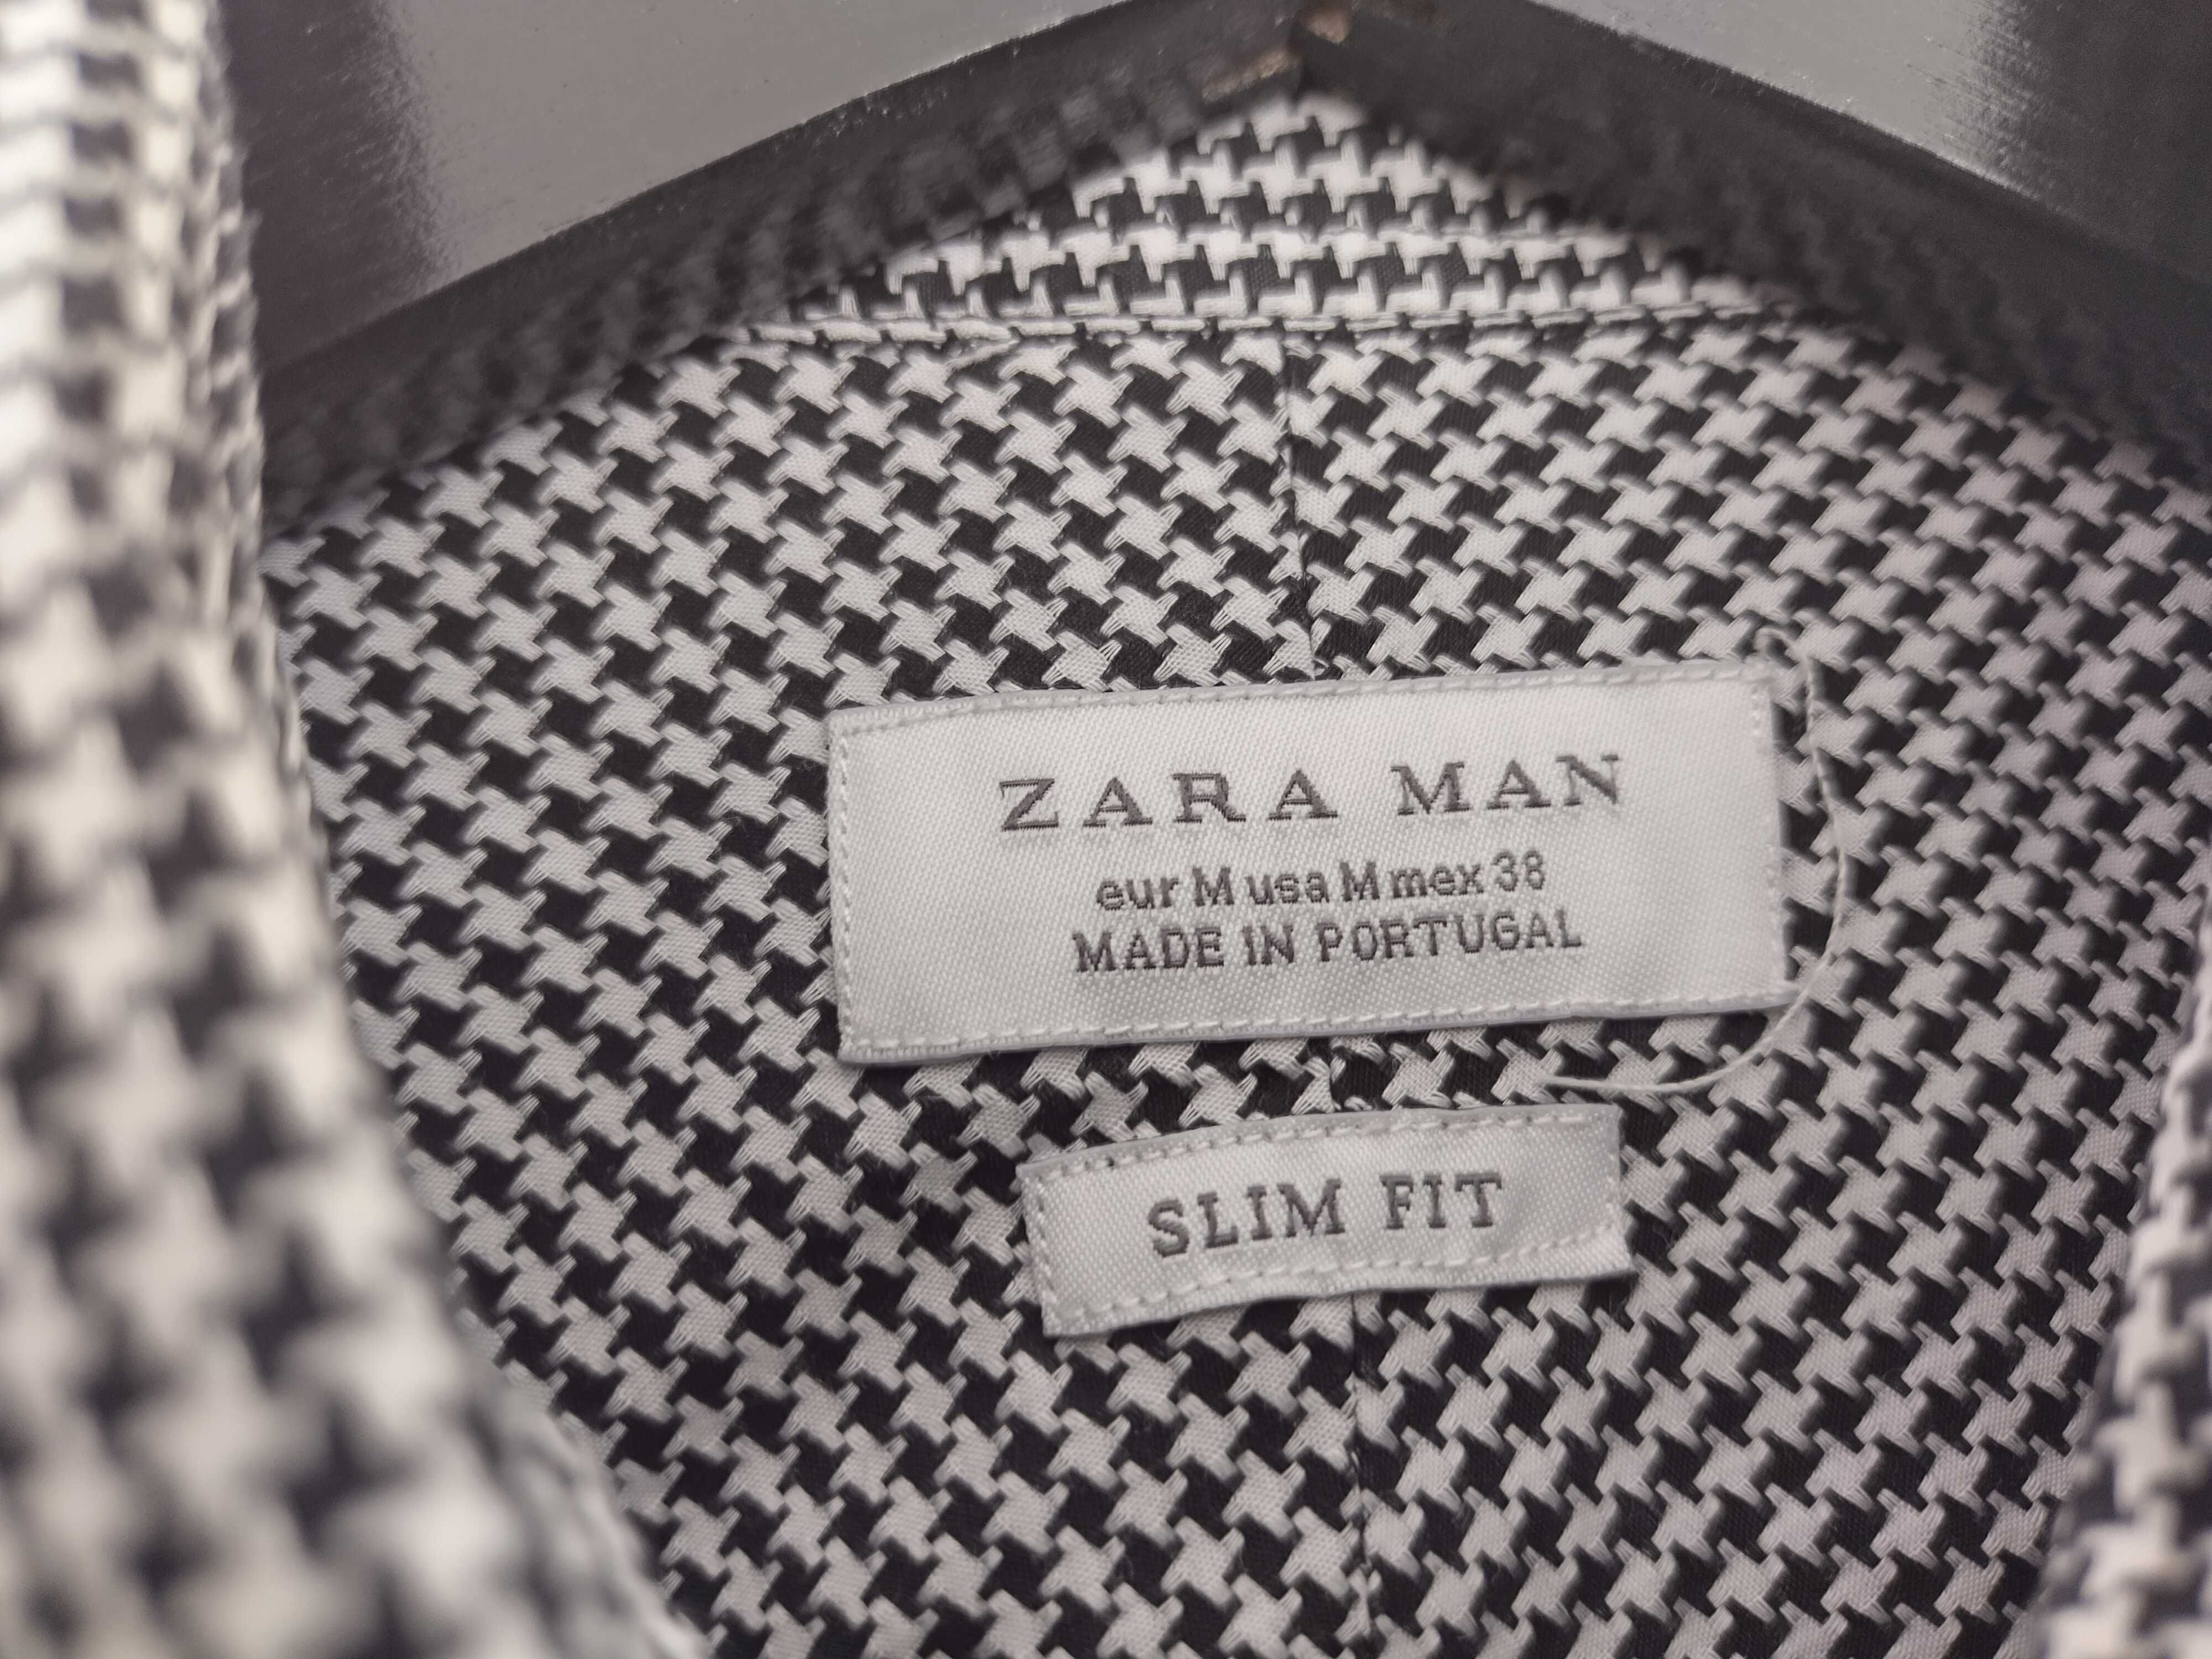 ZARA MAN
eur M usa M mex 38
MADE IN PORTUGAL
SLIM FIT